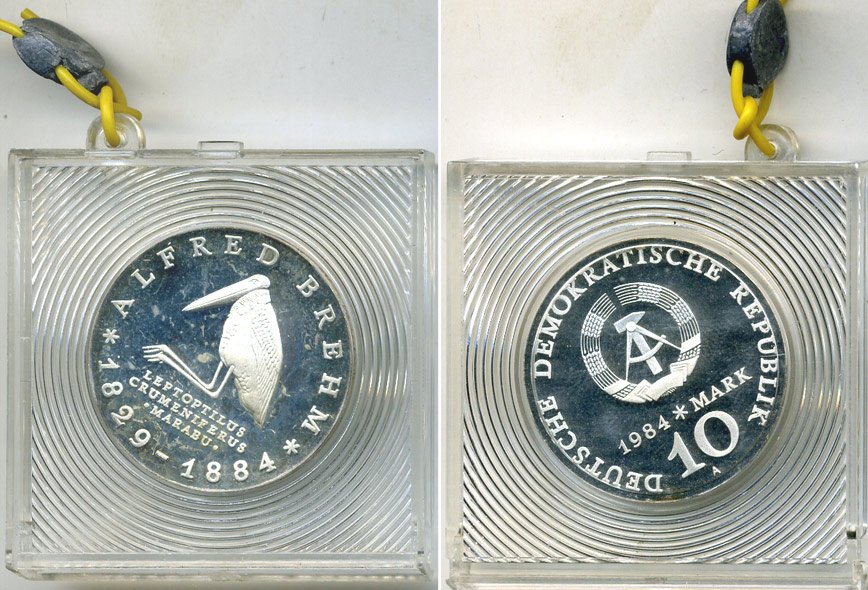 * ALFRED BREHM *
1829-1884
LEPTOPTILUS
CRUMENIFERUS
"MARABU"
DEUTSCHE DEMOKRATISCHE REPUBLIK
1984 * MARK
10
A